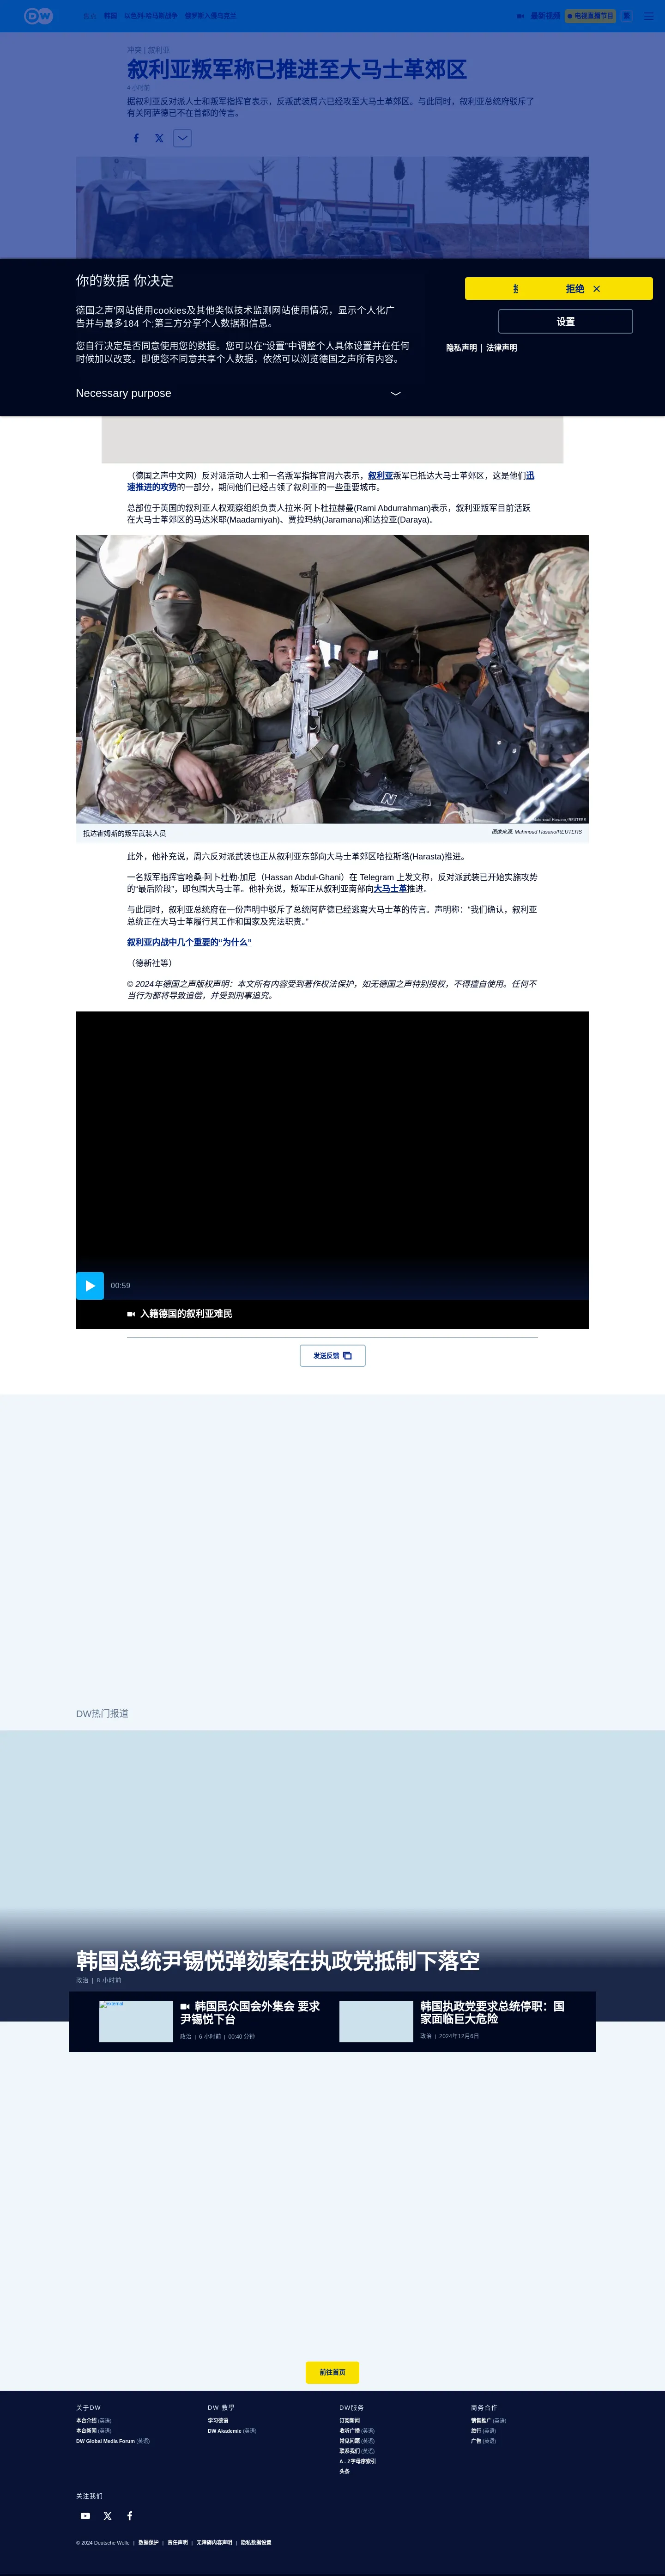 DW
韩国
以色列-哈马斯战争
俄罗斯入侵乌克兰
最新视频
电视直播节目
冲突 | 叙利亚
叙利亚叛军称已推进至大马士革郊区
4 小时前
据叙利亚反对派人士和叛军指挥官表示，反叛武装周六已经攻至大马士革郊区。与此同时，叙利亚总统府驳斥了
有关阿萨德已不在首都的传言。
你的数据 你决定
德国之声'网站使用cookies及其他类似技术监测网站使用情况，显示个人化广
告并与最多184 个;第三方分享个人数据和信息。
您自行决定是否同意使用您的数据。您可以在“设置”中调整个人具体设置并在任何
时候加以改变。即便您不同意共享个人数据，依然可以浏览德国之声所有内容。
Necessary purpose
拒绝
设置
隐私声明 | 法律声明
（德国之声中文网）反对派活动人士和一名叛军指挥官周六表示，叙利亚叛军已抵达大马士革郊区，这是他们迅
速推进的攻势的一部分，期间他们已经占领了叙利亚的一些重要城市。
总部位于英国的叙利亚人权观察组织负责人拉米·阿卜杜拉赫曼(Rami Abdurrahman)表示，叙利亚叛军目前活跃
在大马士革郊区的马达米耶(Maadamiyah)、贾拉玛纳(Jaramana)和达拉亚(Daraya)。
抵达霍姆斯的叛军武装人员
图像来源: Mahmoud Hasano/REUTERS
此外，他补充说，周六反对派武装也正从叙利亚东部向大马士革郊区哈拉斯塔(Harasta)推进。
一名叛军指挥官哈桑·阿卜杜勒·加尼（Hassan Abdul-Ghani）在 Telegram 上发文称，反对派武装已开始实施攻势
的“最后阶段”，即包围大马士革。他补充说，叛军正从叙利亚南部向大马士革推进。
与此同时，叙利亚总统府在一份声明中驳斥了总统阿萨德已经逃离大马士革的传言。声明称：“我们确认，叙利亚
总统正在大马士革履行其工作和国家及宪法职责。”
叙利亚内战中几个重要的“为什么”
（德新社等）
© 2024年德国之声版权声明：本文所有内容受到著作权法保护，如无德国之声特别授权，不得擅自使用。任何不
当行为都将导致追偿，并受到刑事追究。
00:59
入籍德国的叙利亚难民
发送反馈
DW热门报道
韩国总统尹锡悦弹劾案在执政党抵制下落空
政治 | 8 小时前
韩国民众国会外集会 要求
尹锡悦下台
政治 | 6 小时前 | 00:40 分钟
韩国执政党要求总统停职：国
家面临巨大危险
政治 | 2024年12月6日
前往首页
关于DW
本台介绍 (英语)
本台新闻 (英语)
DW Global Media Forum (英语)
DW 教學
学习德语
DW Akademie (英语)
DW服务
订阅新闻
收听广播 (英语)
常见问题 (英语)
联系我们 (英语)
A - Z字母序索引
头条
商务合作
销售推广 (英语)
旅行 (英语)
广告 (英语)
关注我们
© 2024 Deutsche Welle | 数据保护 | 责任声明 | 无障碍内容声明 | 隐私数据设置